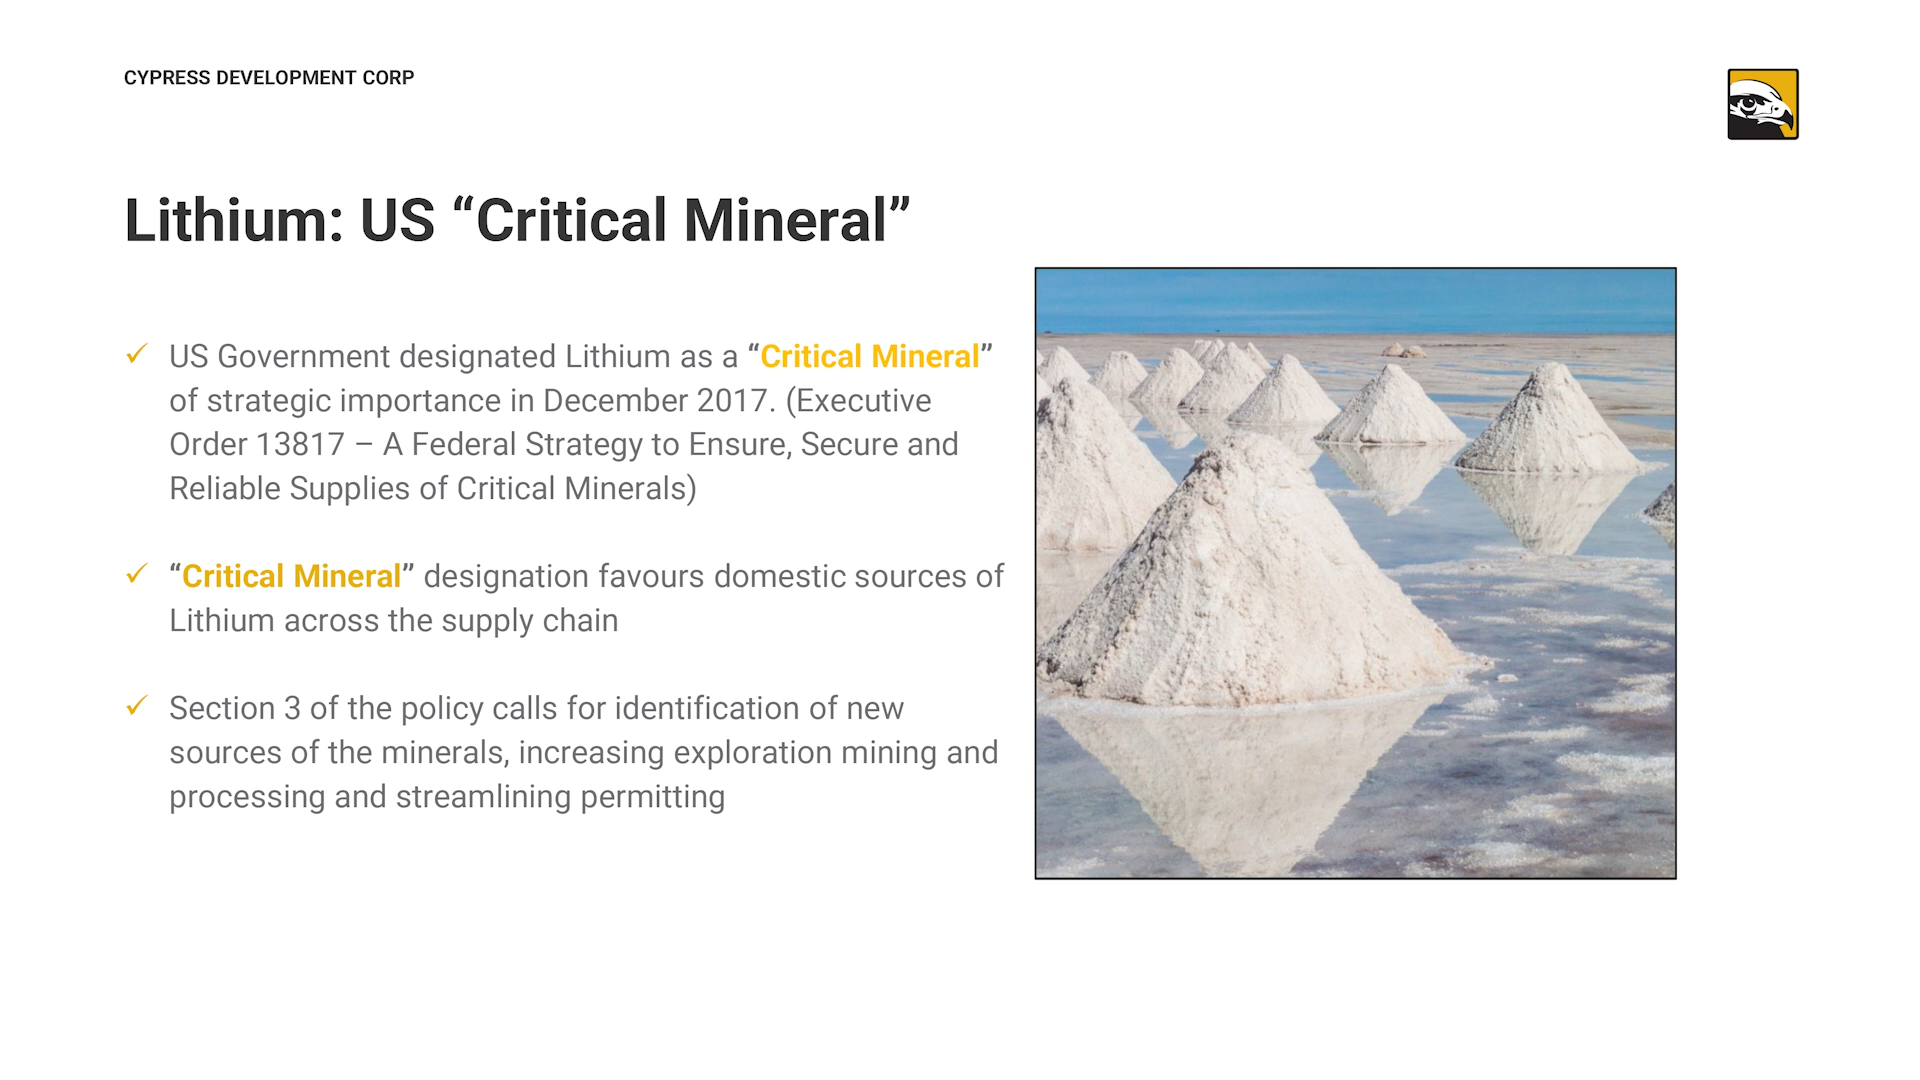 CYPRESS DEVELOPMENT CORP
Lithium: US “Critical Mineral”
✓ US Government designated Lithium as a “Critical Mineral”
of strategic importance in December 2017. (Executive
Order 13817 – A Federal Strategy to Ensure, Secure and
Reliable Supplies of Critical Minerals)
✓ “Critical Mineral” designation favours domestic sources of
Lithium across the supply chain
✓ Section 3 of the policy calls for identification of new
sources of the minerals, increasing exploration mining and
processing and streamlining permitting